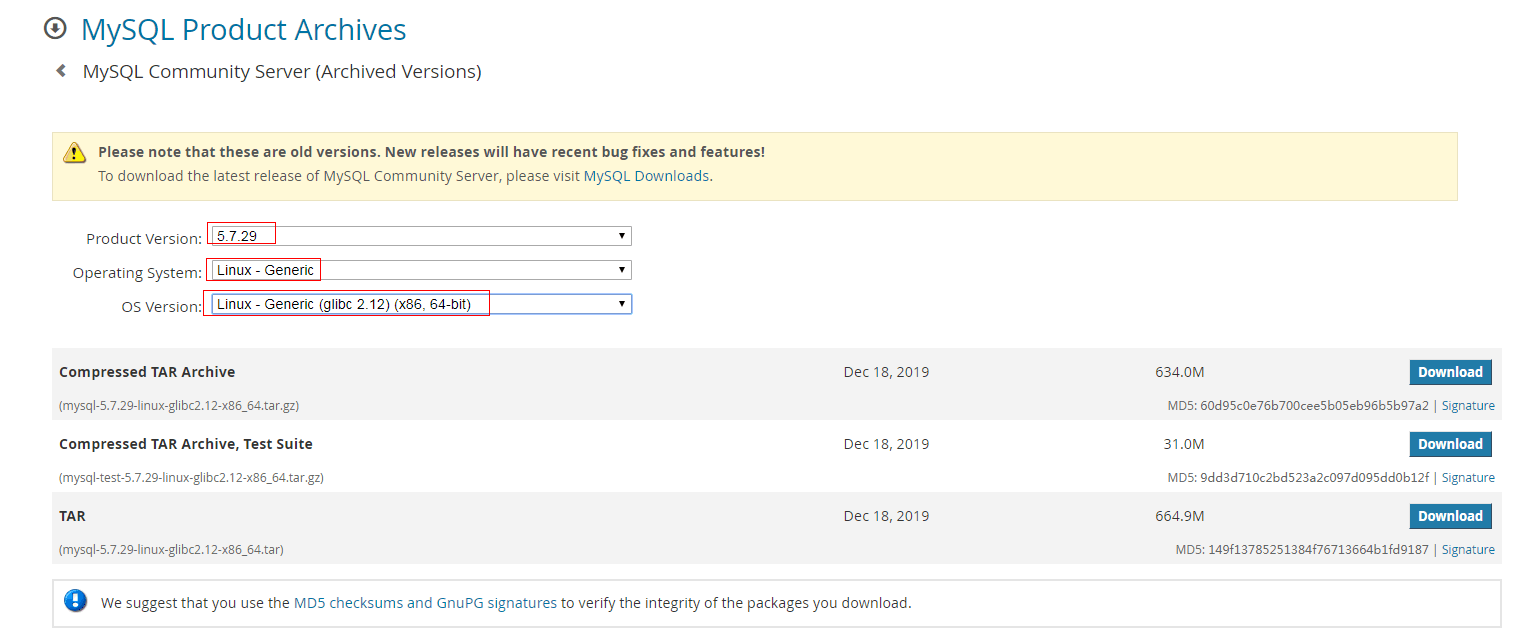 MySQL Product Archives
MySQL Community Server (Archived Versions)
Please note that these are old versions. New releases will have recent bug fixes and features!
To download the latest release of MySQL Community Server, please visit MySQL Downloads.
Product Version: 5.7.29
Operating System: Linux - Generic
OS Version: Linux - Generic (glibc 2.12) (x86, 64-bit)
Compressed TAR Archive Dec 18, 2019 634.0M Download
(mysql-5.7.29-linux-glibc2.12-x86_64.tar.gz) MD5: 60d95c0e76b700cee5b05eb96b5b97a2 | Signature
Compressed TAR Archive, Test Suite Dec 18, 2019 31.0M Download
(mysql-test-5.7.29-linux-glibc2.12-x86_64.tar.gz) MD5: 9dd3d710c2bd523a2c097d095dd0b12f | Signature
TAR Dec 18, 2019 664.9M Download
(mysql-5.7.29-linux-glibc2.12-x86_64.tar) MD5: 149f13785251384f76713664b1fd9187 | Signature
We suggest that you use the MD5 checksums and GnuPG signatures to verify the integrity of the packages you download.